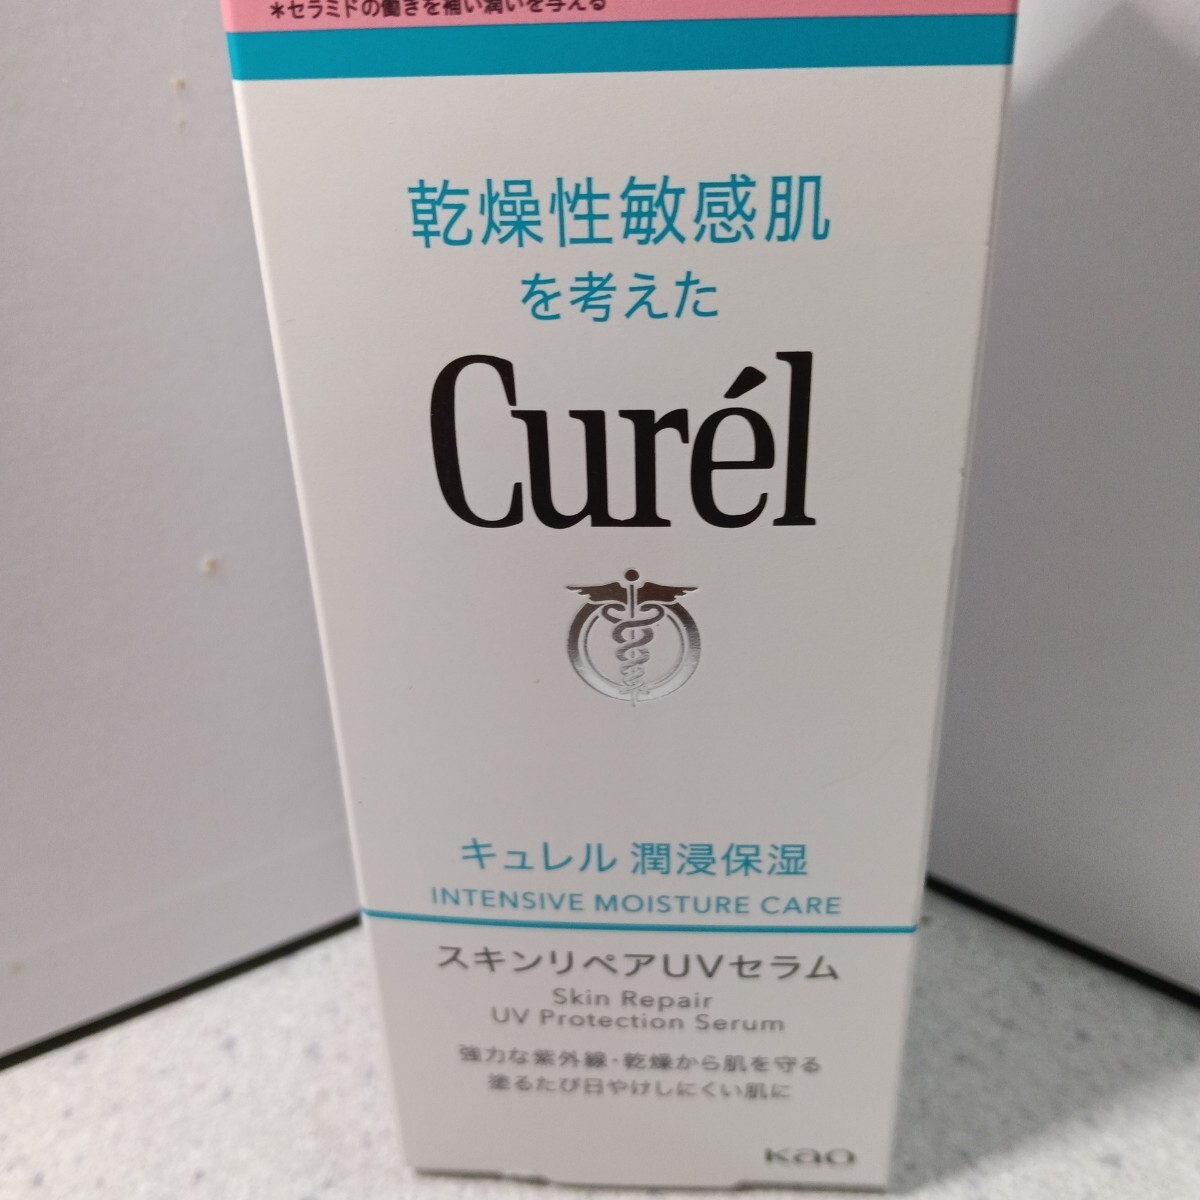 *セラミドの働きを補い潤いを与える
乾燥性敏感肌
を考えた
Curél
キュレル 潤浸保湿
INTENSIVE MOISTURE CARE
スキンリペアUVセラム
Skin Repair
UV Protection Serum
強力な紫外線・乾燥から肌を守る
塗るたび日やけしにくい肌に
Kao